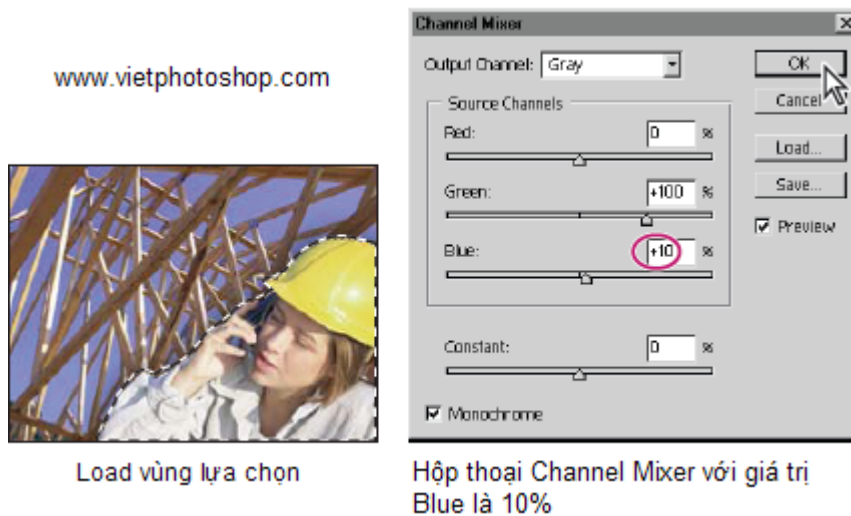 www.vietphotoshop.com
Channel Mixer
Output Channel: Gray
OK
Cancel
Load...
Save...
Preview
Source Channels
Red: 0 %
Green: +100 %
Blue: +10 %
Constant: 0 %
Monochrome
Load vùng lựa chọn
Hộp thoại Channel Mixer với giá trị
Blue là 10%